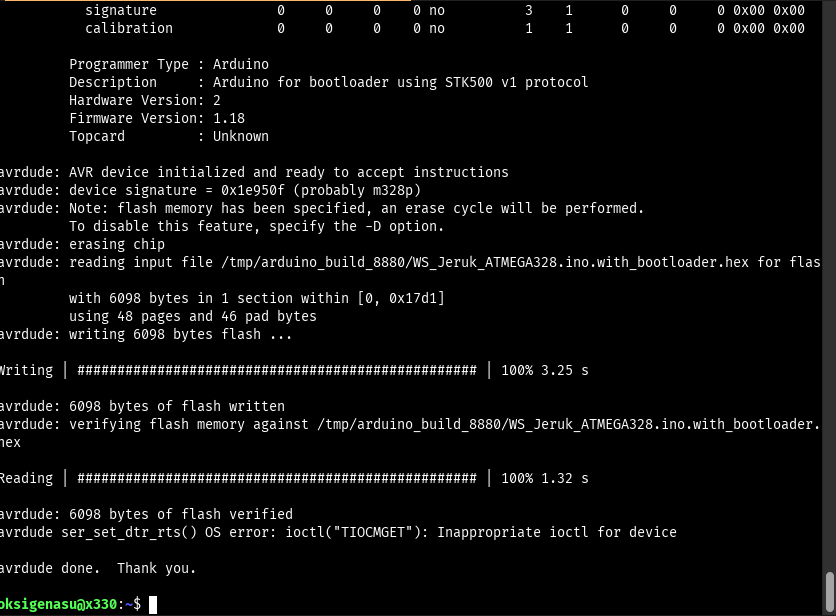 signature 0 0 0 0 no 3 1 0 0 0 0x00 0x00
calibration 0 0 0 0 no 1 1 0 0 0 0x00 0x00
Programmer Type : Arduino
Description     : Arduino for bootloader using STK500 v1 protocol
Hardware Version: 2
Firmware Version: 1.18
Topcard         : Unknown
avrdude: AVR device initialized and ready to accept instructions
avrdude: device signature = 0x1e950f (probably m328p)
avrdude: Note: flash memory has been specified, an erase cycle will be performed.
To disable this feature, specify the -D option.
avrdude: erasing chip
avrdude: reading input file /tmp/arduino_build_8880/WS_Jeruk_ATMEGA328.ino.with_bootloader.hex for flas
h
with 6098 bytes in 1 section within [0, 0x17d1]
using 48 pages and 46 pad bytes
avrdude: writing 6098 bytes flash ...
Writing | ################################################## | 100% 3.25 s
avrdude: 6098 bytes of flash written
avrdude: verifying flash memory against /tmp/arduino_build_8880/WS_Jeruk_ATMEGA328.ino.with_bootloader.
hex
Reading | ################################################## | 100% 1.32 s
avrdude: 6098 bytes of flash verified
avrdude ser_set_dtr_rts() OS error: ioctl("TIOCMGET"): Inappropriate ioctl for device
avrdude done.  Thank you.
oksigenasu@x330:~$